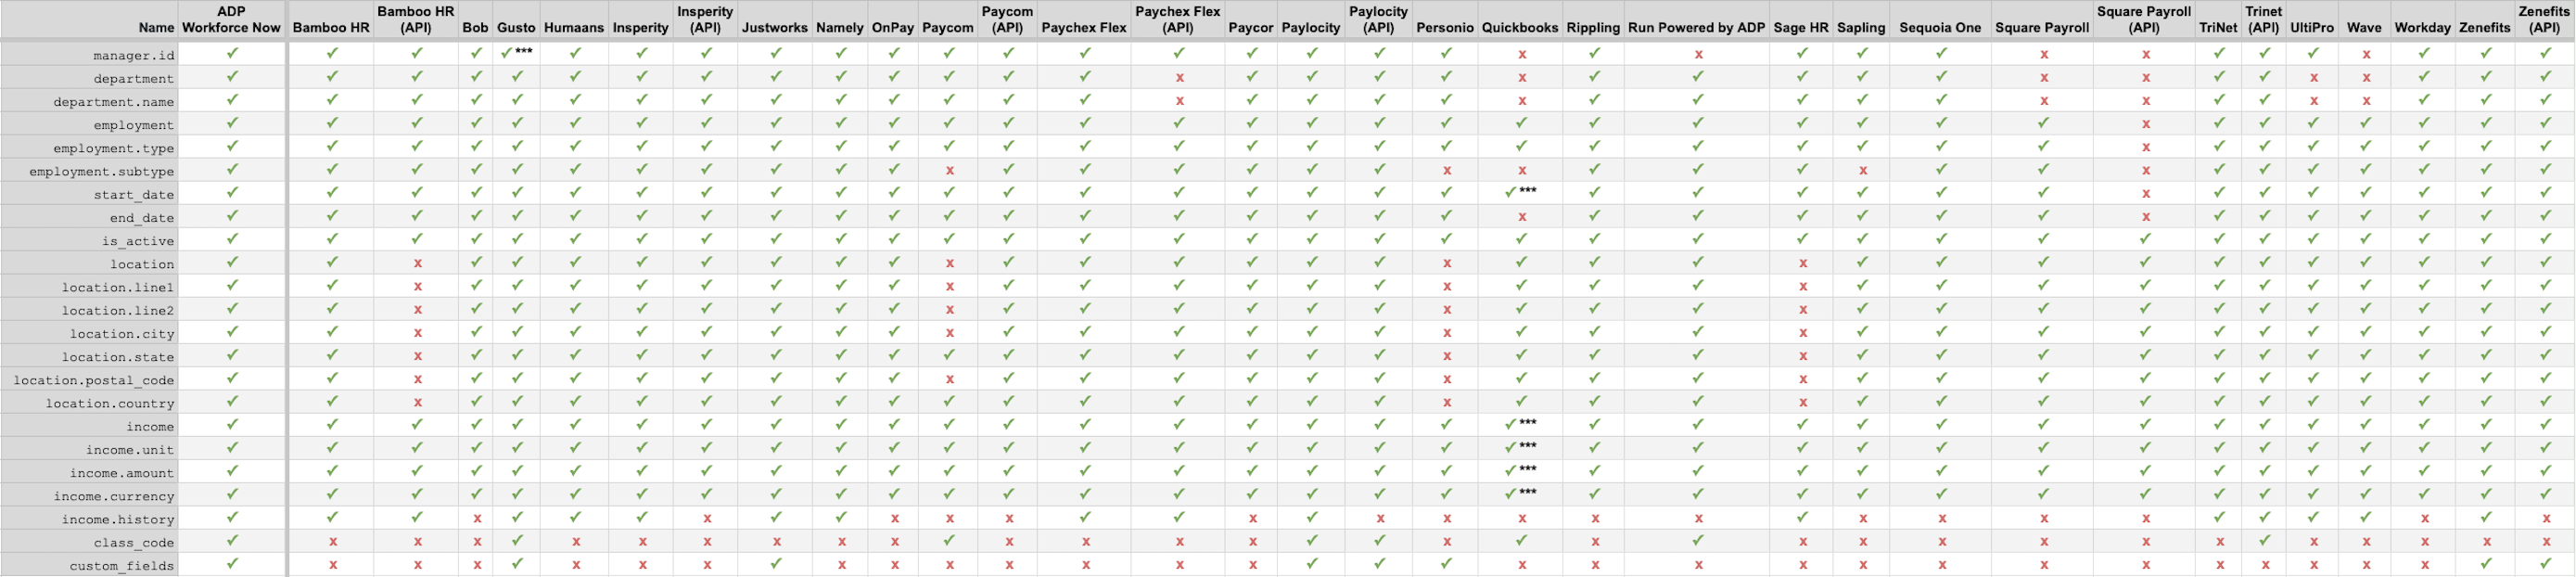 Name ADP Workforce Now Bamboo HR Bamboo HR (API) Bob Gusto Humaans Insperity Insperity (API) Justworks Namely OnPay Paycom Paycom (API) Paychex Flex Paychex Flex (API) Paycor Paylocity Paylocity (API) Personio Quickbooks Rippling Run Powered by ADP Sage HR Sapling Sequoia One Square Payroll Square Payroll (API) TriNet Trinet (API) UltiPro Wave Workday Zenefits Zenefits (API)
manager.id ✓ ✓ ✓ ✓ ✓*** ✓ ✓ ✓ ✓ ✓ ✓ ✓ ✓ ✓ ✓ ✓ ✓ ✓ ✓ x ✓ x ✓ ✓ ✓ x x ✓ ✓ ✓ x ✓ ✓ ✓
department ✓ ✓ ✓ ✓ ✓ ✓ ✓ ✓ ✓ ✓ ✓ ✓ ✓ ✓ x ✓ ✓ ✓ ✓ x ✓ ✓ ✓ ✓ ✓ x x ✓ ✓ x x ✓ ✓ ✓
department.name ✓ ✓ ✓ ✓ ✓ ✓ ✓ ✓ ✓ ✓ ✓ ✓ ✓ ✓ x ✓ ✓ ✓ ✓ x ✓ ✓ ✓ ✓ ✓ x x ✓ ✓ x x ✓ ✓ ✓
employment ✓ ✓ ✓ ✓ ✓ ✓ ✓ ✓ ✓ ✓ ✓ ✓ ✓ ✓ ✓ ✓ ✓ ✓ ✓ ✓ ✓ ✓ ✓ ✓ ✓ ✓ x ✓ ✓ ✓ ✓ ✓ ✓ ✓
employment.type ✓ ✓ ✓ ✓ ✓ ✓ ✓ ✓ ✓ ✓ ✓ ✓ ✓ ✓ ✓ ✓ ✓ ✓ ✓ ✓ ✓ ✓ ✓ ✓ ✓ ✓ x ✓ ✓ ✓ ✓ ✓ ✓ ✓
employment.subtype ✓ ✓ ✓ ✓ ✓ ✓ ✓ ✓ ✓ ✓ ✓ x ✓ ✓ ✓ ✓ ✓ ✓ x x ✓ ✓ ✓ x ✓ ✓ x ✓ ✓ ✓ ✓ ✓ ✓ ✓
start_date ✓ ✓ ✓ ✓ ✓ ✓ ✓ ✓ ✓ ✓ ✓ ✓ ✓ ✓ ✓ ✓ ✓ ✓ ✓ ✓*** ✓ ✓ ✓ ✓ ✓ ✓ x ✓ ✓ ✓ ✓ ✓ ✓ ✓
end_date ✓ ✓ ✓ ✓ ✓ ✓ ✓ ✓ ✓ ✓ ✓ ✓ ✓ ✓ ✓ ✓ ✓ ✓ ✓ x ✓ ✓ ✓ ✓ ✓ ✓ x ✓ ✓ ✓ ✓ ✓ ✓ ✓
is_active ✓ ✓ ✓ ✓ ✓ ✓ ✓ ✓ ✓ ✓ ✓ ✓ ✓ ✓ ✓ ✓ ✓ ✓ ✓ ✓ ✓ ✓ ✓ ✓ ✓ ✓ ✓ ✓ ✓ ✓ ✓ ✓ ✓ ✓
location ✓ ✓ x ✓ ✓ ✓ ✓ ✓ ✓ ✓ ✓ x ✓ ✓ ✓ ✓ ✓ ✓ x ✓ ✓ ✓ x ✓ ✓ ✓ ✓ ✓ ✓ ✓ ✓ ✓ ✓ ✓
location.line1 ✓ ✓ x ✓ ✓ ✓ ✓ ✓ ✓ ✓ ✓ x ✓ ✓ ✓ ✓ ✓ ✓ x ✓ ✓ ✓ x ✓ ✓ ✓ ✓ ✓ ✓ ✓ ✓ ✓ ✓ ✓
location.line2 ✓ ✓ x ✓ ✓ ✓ ✓ ✓ ✓ ✓ ✓ x ✓ ✓ ✓ ✓ ✓ ✓ x ✓ ✓ ✓ x ✓ ✓ ✓ ✓ ✓ ✓ ✓ ✓ ✓ ✓ ✓
location.city ✓ ✓ x ✓ ✓ ✓ ✓ ✓ ✓ ✓ ✓ x ✓ ✓ ✓ ✓ ✓ ✓ x ✓ ✓ ✓ x ✓ ✓ ✓ ✓ ✓ ✓ ✓ ✓ ✓ ✓ ✓
location.state ✓ ✓ x ✓ ✓ ✓ ✓ ✓ ✓ ✓ ✓ ✓ ✓ ✓ ✓ ✓ ✓ ✓ x ✓ ✓ ✓ x ✓ ✓ ✓ ✓ ✓ ✓ ✓ ✓ ✓ ✓ ✓
location.postal_code ✓ ✓ x ✓ ✓ ✓ ✓ ✓ ✓ ✓ ✓ x ✓ ✓ ✓ ✓ ✓ ✓ x ✓ ✓ ✓ x ✓ ✓ ✓ ✓ ✓ ✓ ✓ ✓ ✓ ✓ ✓
location.country ✓ ✓ x ✓ ✓ ✓ ✓ ✓ ✓ ✓ ✓ ✓ ✓ ✓ ✓ ✓ ✓ ✓ x ✓ ✓ ✓ x ✓ ✓ ✓ ✓ ✓ ✓ ✓ ✓ ✓ ✓ ✓
income ✓ ✓ ✓ ✓ ✓ ✓ ✓ ✓ ✓ ✓ ✓ ✓ ✓ ✓ ✓ ✓ ✓ ✓ ✓ ✓*** ✓ ✓ ✓ ✓ ✓ ✓ ✓ ✓ ✓ ✓ ✓ ✓ ✓ ✓
income.unit ✓ ✓ ✓ ✓ ✓ ✓ ✓ ✓ ✓ ✓ ✓ ✓ ✓ ✓ ✓ ✓ ✓ ✓ ✓ ✓*** ✓ ✓ ✓ ✓ ✓ ✓ ✓ ✓ ✓ ✓ ✓ ✓ ✓ ✓
income.amount ✓ ✓ ✓ ✓ ✓ ✓ ✓ ✓ ✓ ✓ ✓ ✓ ✓ ✓ ✓ ✓ ✓ ✓ ✓ ✓*** ✓ ✓ ✓ ✓ ✓ ✓ ✓ ✓ ✓ ✓ ✓ ✓ ✓ ✓
income.currency ✓ ✓ ✓ ✓ ✓ ✓ ✓ ✓ ✓ ✓ ✓ ✓ ✓ ✓ ✓ ✓ ✓ ✓ ✓ ✓*** ✓ ✓ ✓ ✓ ✓ ✓ ✓ ✓ ✓ ✓ ✓ ✓ ✓ ✓
income.history ✓ ✓ ✓ x ✓ ✓ ✓ x ✓ ✓ x x x ✓ ✓ x ✓ x x x x x ✓ x x x x ✓ ✓ ✓ ✓ x ✓ x
class_code ✓ x x x ✓ x x x x x x ✓ x x x x ✓ ✓ x ✓ x ✓ x x x x x x ✓ x x x x x
custom_fields ✓ x x x ✓ x x x ✓ x x x x x x x ✓ ✓ ✓ x x x x x x x x x x x x x ✓ ✓